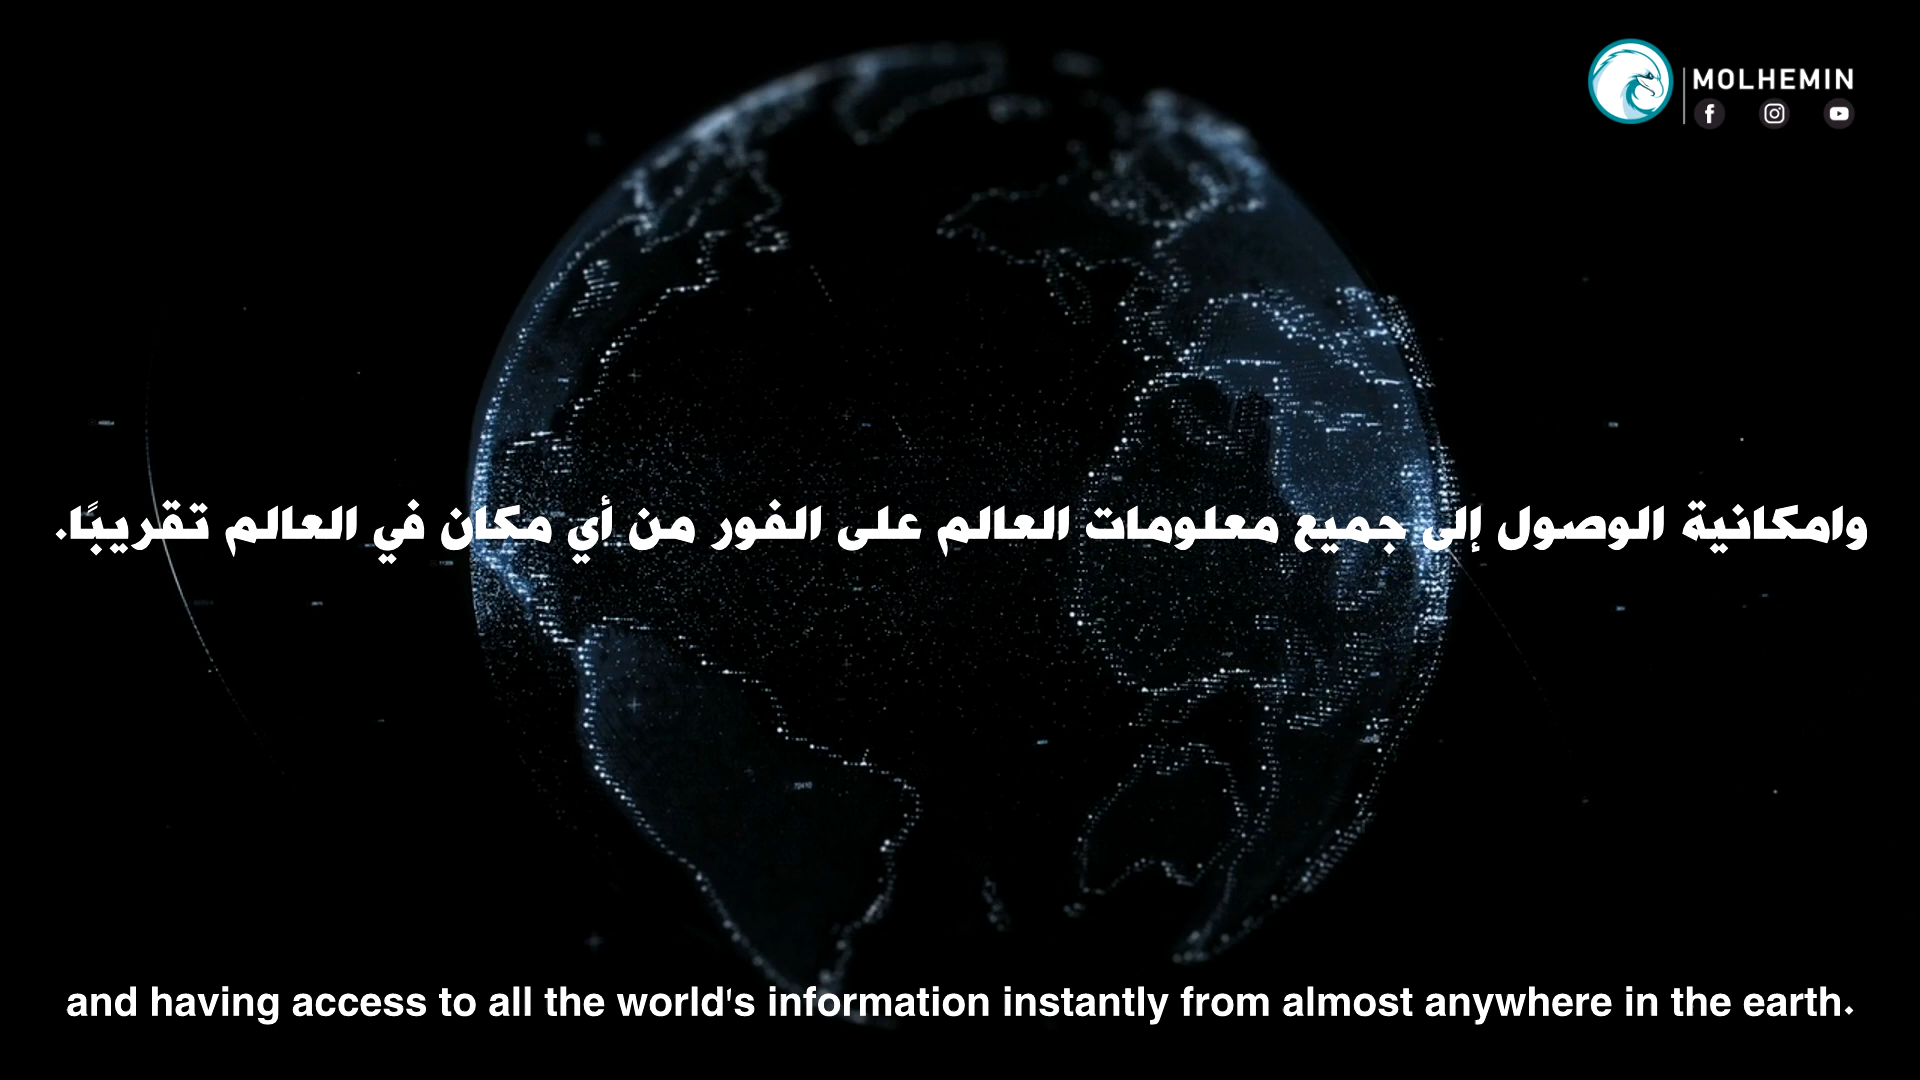 MOLHEMIN
وامكانية الوصول إلى جميع معلومات العالم على الفور من أي مكان في العالم تقريبًا.
and having access to all the world's information instantly from almost anywhere in the earth.